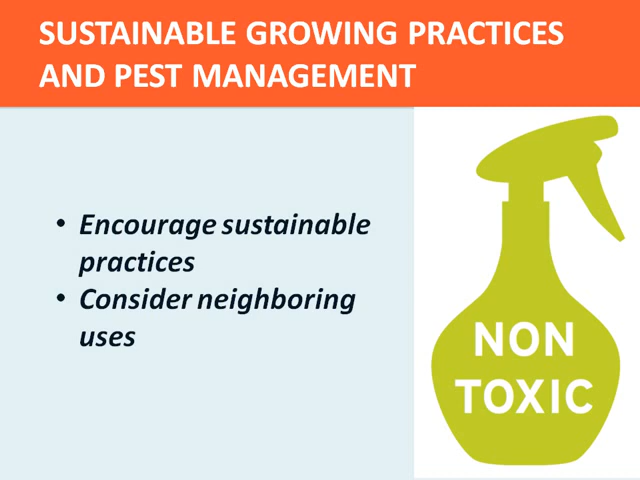 SUSTAINABLE GROWING PRACTICES
AND PEST MANAGEMENT
• Encourage sustainable
practices
• Consider neighboring
uses
NON
TOXIC